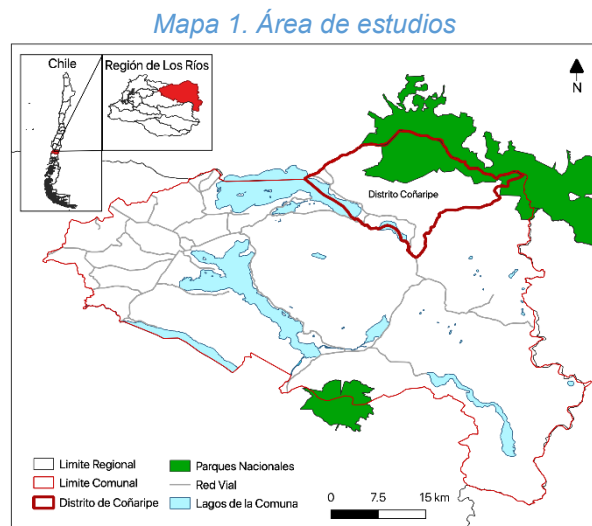 Mapa 1. Área de estudios
Chile
Región de Los Ríos
N
Distrito Coñaripe
Limite Regional
Limite Comunal
Distrito de Coñaripe
Parques Nacionales
Red Vial
Lagos de la Comuna
0 7.5 15 km